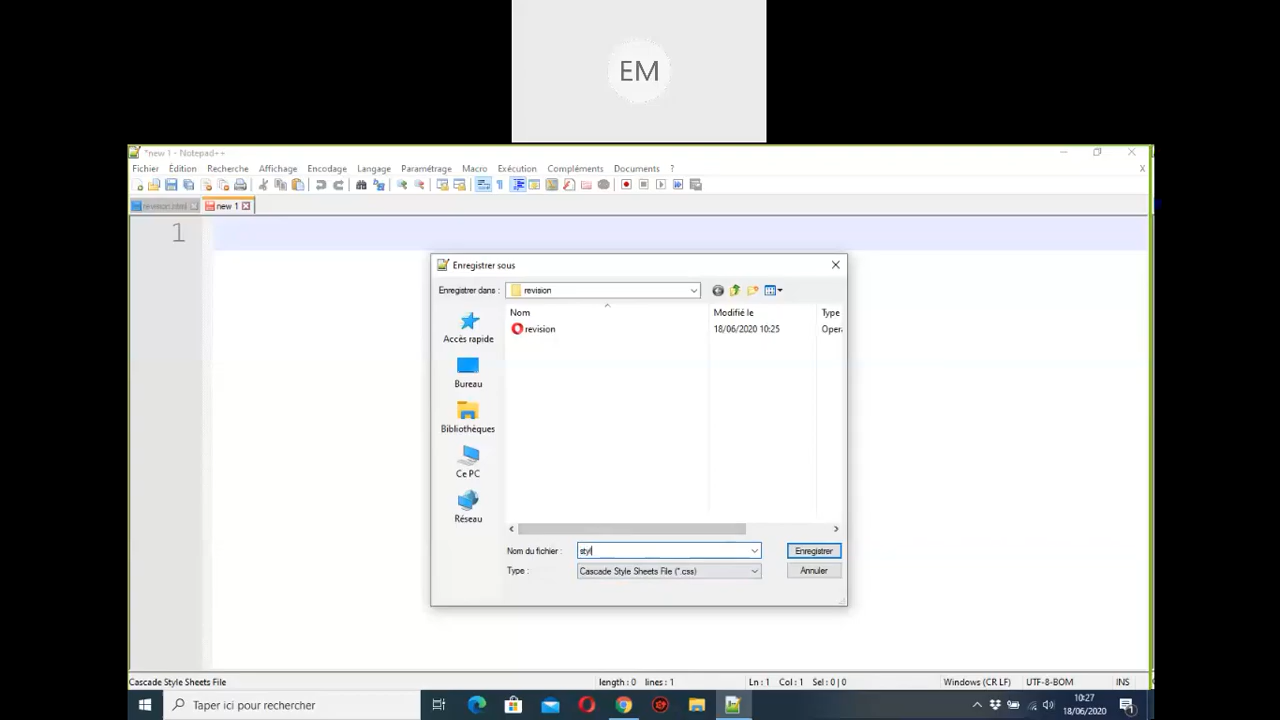 EM
*new 1 - Notepad++
Fichier Édition Recherche Affichage Encodage Langage Paramétrage Macro Exécution Compléments Documents ? X
revision.html new 1
1
Enregistrer sous
Enregistrer dans : revision
Nom Modifié le Type
revision 18/06/2020 10:25 Oper
Accès rapide
Bureau
Bibliothèques
Ce PC
Réseau
Nom du fichier : styl Enregistrer
Type : Cascade Style Sheets File (*.css) Annuler
Cascade Style Sheets File length : 0 lines : 1 Ln : 1 Col : 1 Sel : 0 | 0 Windows (CR LF) UTF-8-BOM INS
Taper ici pour rechercher
10:27
18/06/2020
1